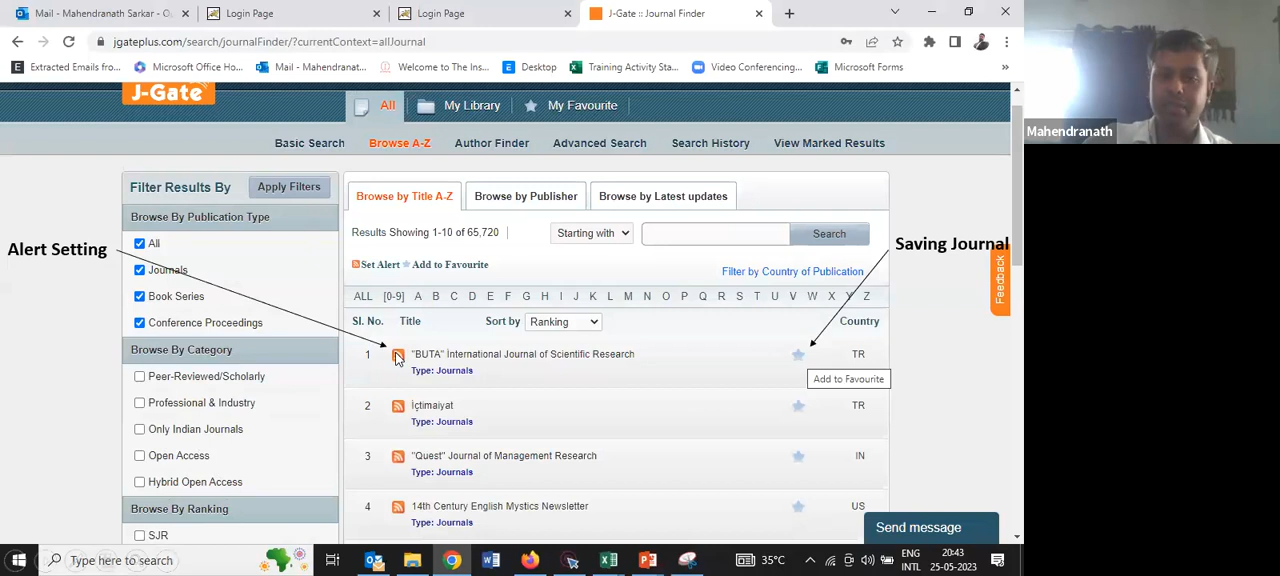 Mail - Mahendranath Sarkar - Ou
Login Page
Login Page
J-Gate :: Journal Finder
jgateplus.com/search/journalFinder/?currentContext=allJournal
Extracted Emails fro...
Microsoft Office Ho...
Mail - Mahendranat...
Welcome to The Ins...
Desktop
Training Activity Sta...
Video Conferencing...
Microsoft Forms
J-Gate
All
My Library
My Favourite
Basic Search
Browse A-Z
Author Finder
Advanced Search
Search History
View Marked Results
Filter Results By
Apply Filters
Browse By Publication Type
All
Journals
Book Series
Conference Proceedings
Browse By Category
Peer-Reviewed/Scholarly
Professional & Industry
Only Indian Journals
Open Access
Hybrid Open Access
Browse By Ranking
SJR
Alert Setting
Browse by Title A-Z
Browse by Publisher
Browse by Latest updates
Results Showing 1-10 of 65,720
Starting with
Search
Set Alert
Add to Favourite
Filter by Country of Publication
ALL [0-9] A B C D E F G H I J K L M N O P Q R S T U V W X Y Z
Sl. No. Title Sort by Ranking Country
1 "BUTA" International Journal of Scientific Research TR
Type: Journals
Add to Favourite
2 İçtimaiyat TR
Type: Journals
3 "Quest" Journal of Management Research IN
Type: Journals
4 14th Century English Mystics Newsletter US
Type: Journals
Saving Journal
Feedback
Send message
Mahendranath
Type here to search
35°C
ENG
INTL
20:43
25-05-2023